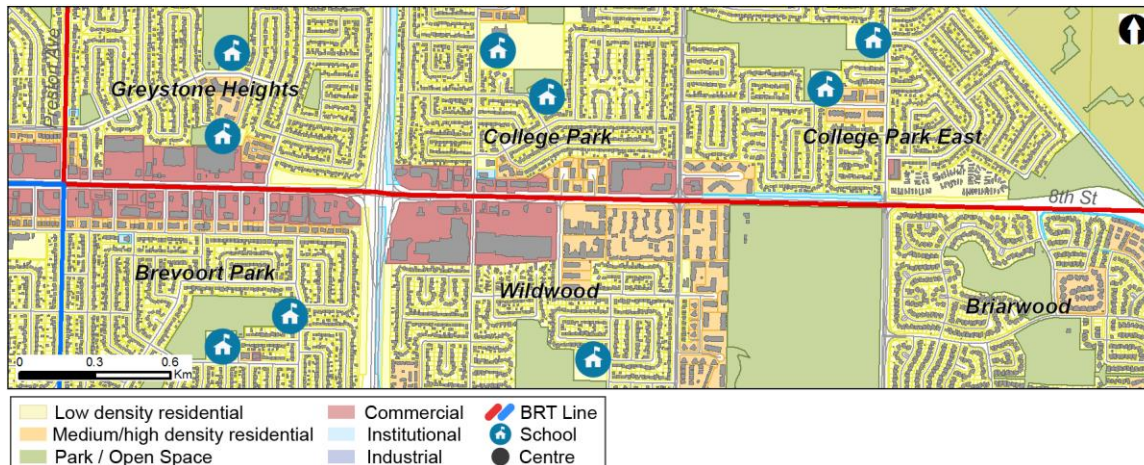 Preston Ave
Greystone Heights
College Park
College Park East
8th St
Brevoort Park
Wildwood
Briarwood
0 0.3 0.6
Km
Low density residential
Commercial
BRT Line
Medium/high density residential
Institutional
School
Park / Open Space
Industrial
Centre